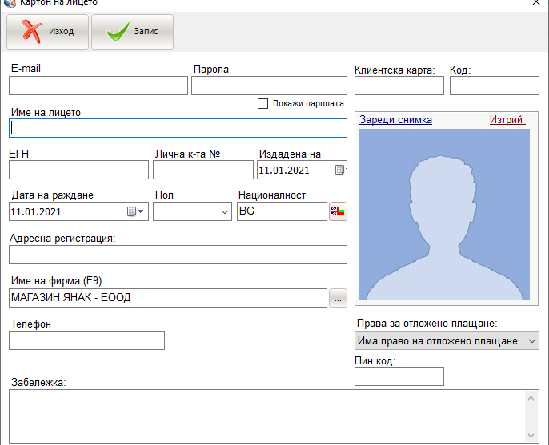 Картон на лицето
Изход
Запис
E-mail
Парола
Клиентска карта:
Код:
Покажи паролата
Име на лицето
Зареди снимка
Изтрий
ЕГН
Лична к-та №
Издадена на
11.01.2021
Дата на раждане
Пол
Националност
11.01.2021
BG
Адресна регистрация:
Име на фирма (F9)
МАГАЗИН ЯНАК - ЕООД
...
Телефон
Права за отложено плащане:
Има право на отложено плащане
Пин код:
Забележка: